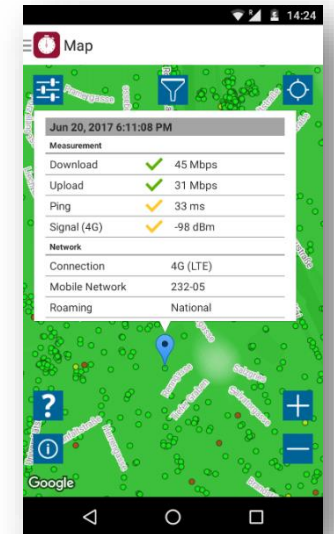 14:24
Map
Jun 20, 2017 6:11:08 PM
Measurement
Download 45 Mbps
Upload 31 Mbps
Ping 33 ms
Signal (4G) -98 dBm
Network
Connection 4G (LTE)
Mobile Network 232-05
Roaming National
?
Google